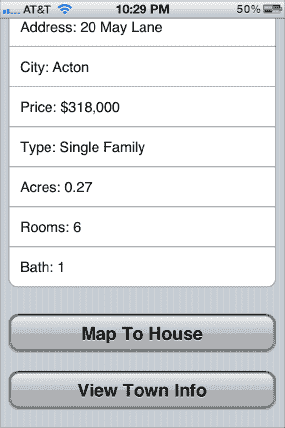 AT&T 10:29 PM 50%
Address: 20 May Lane
City: Acton
Price: $318,000
Type: Single Family
Acres: 0.27
Rooms: 6
Bath: 1
Map To House
View Town Info